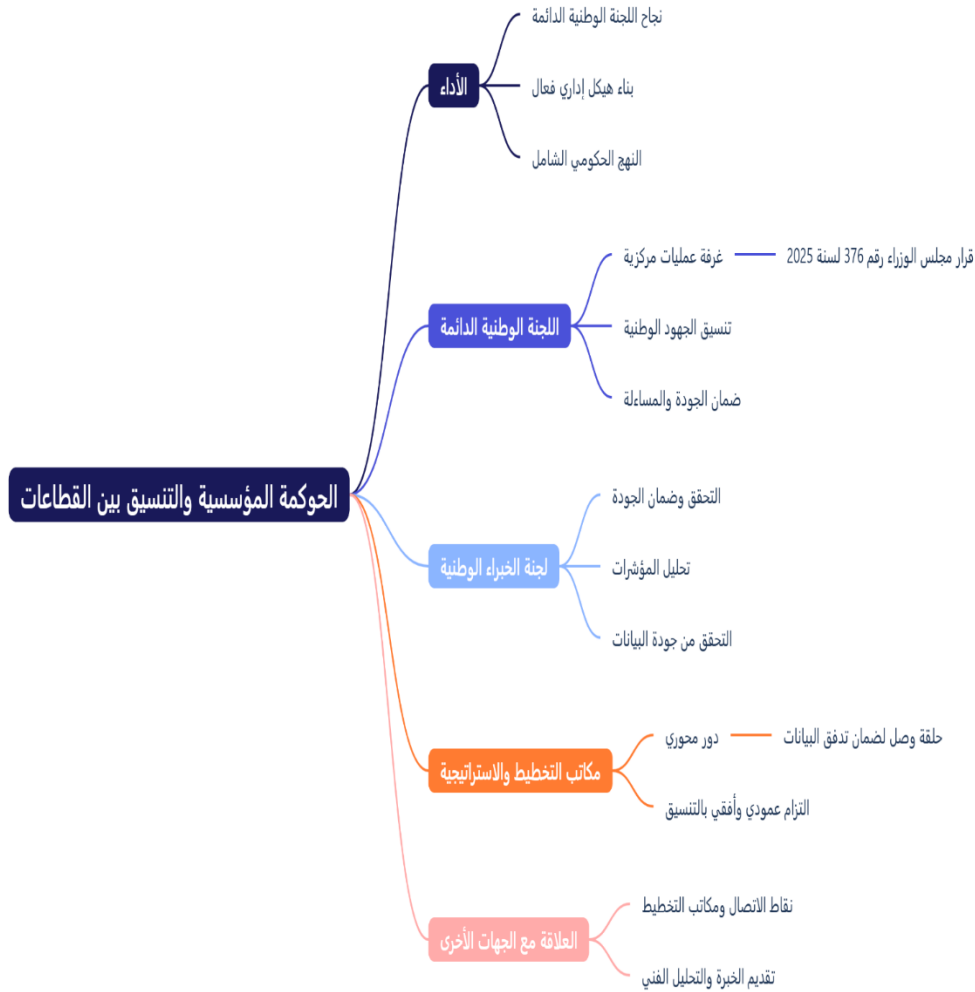 الحوكمة المؤسسية والتنسيق بين القطاعات
الأداء
نجاح اللجنة الوطنية الدائمة
بناء هيكل إداري فعال
النهج الحكومي الشامل
اللجنة الوطنية الدائمة
غرفة عمليات مركزية
قرار مجلس الوزراء رقم 376 لسنة 2025
تنسيق الجهود الوطنية
ضمان الجودة والمساءلة
لجنة الخبراء الوطنية
التحقق وضمان الجودة
تحليل المؤشرات
التحقق من جودة البيانات
مكاتب التخطيط والاستراتيجية
دور محوري
حلقة وصل لضمان تدفق البيانات
التزام عمودي وأفقي بالتنسيق
العلاقة مع الجهات الأخرى
نقاط الاتصال ومكاتب التخطيط
تقديم الخبرة والتحليل الفني